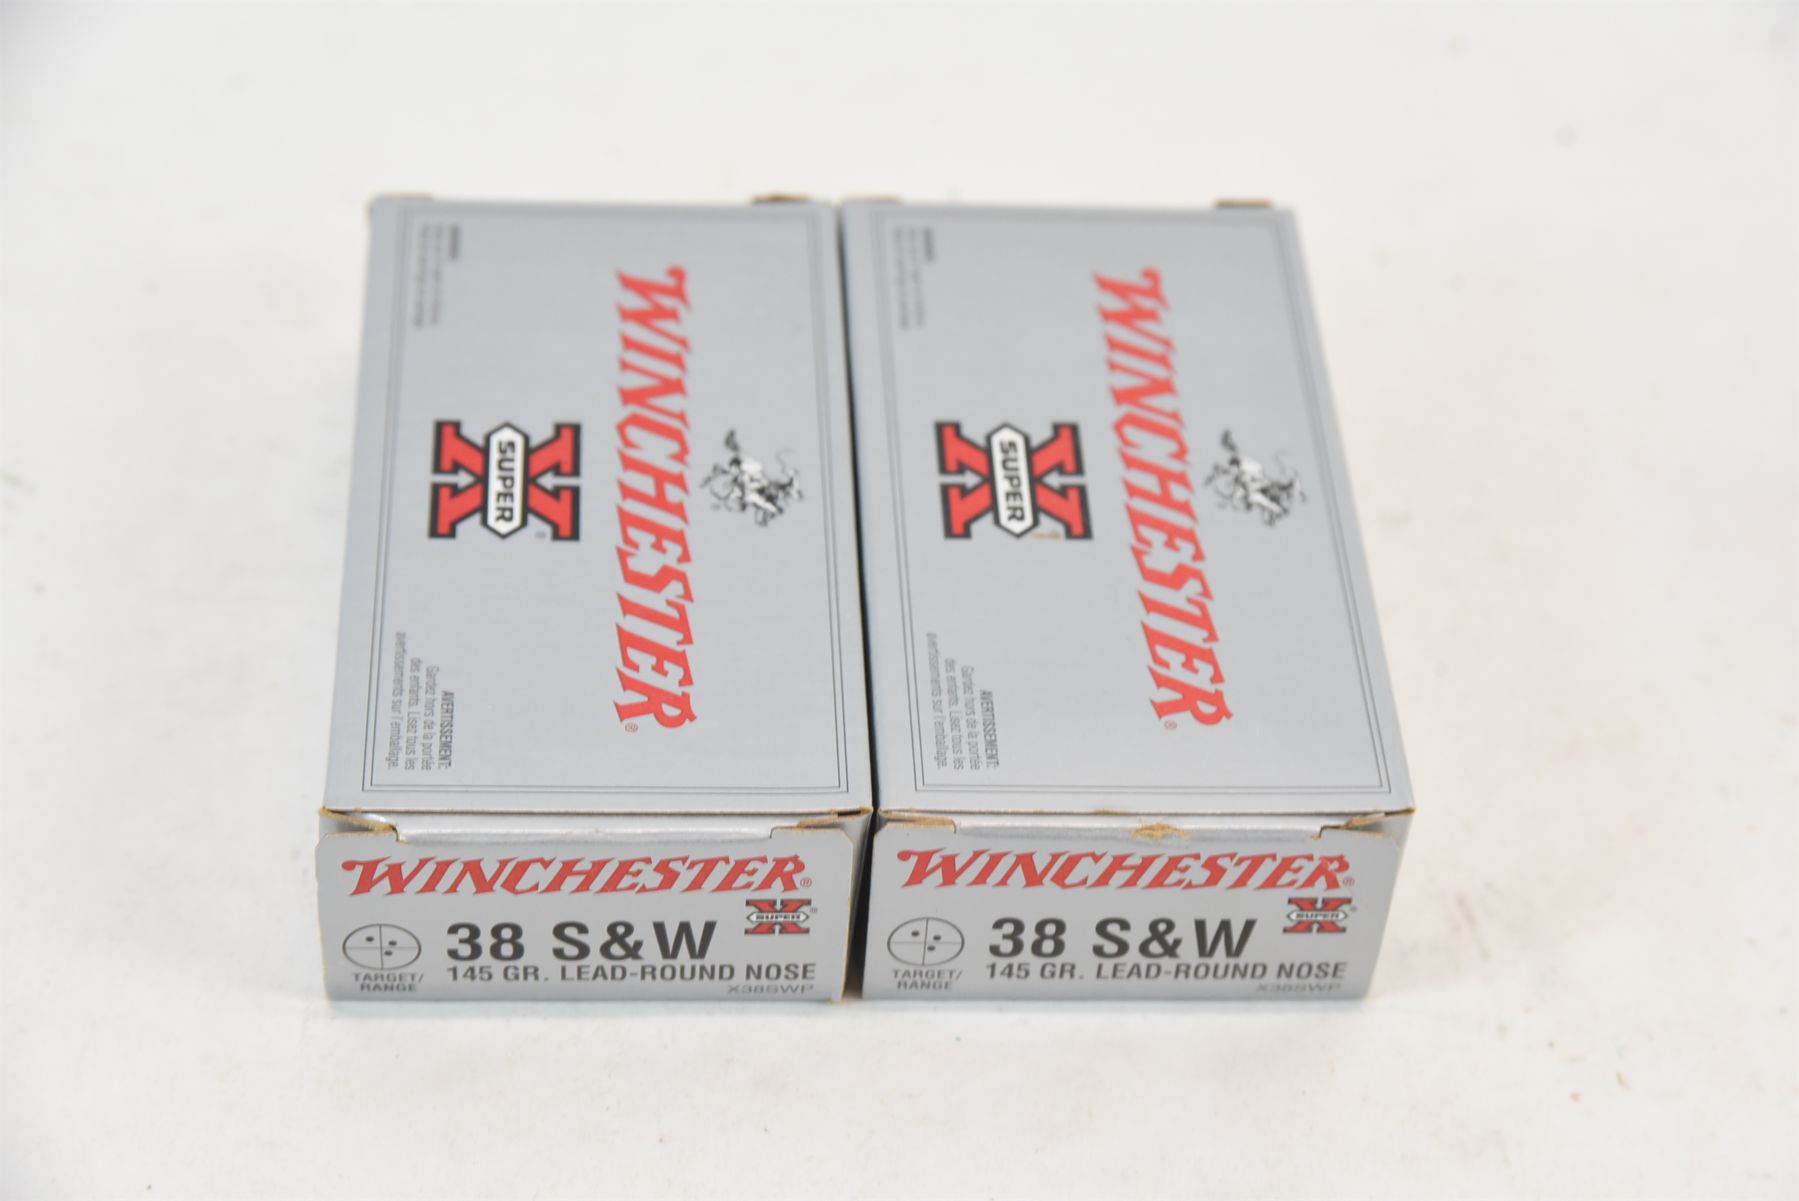 WINCHESTER®
SUPER X
AVERTISSEMENT:
Gardez hors de la portée
des enfants. Lisez tous les
avertissements sur l'emballage.
WINCHESTER®
SUPER X
AVERTISSEMENT:
Gardez hors de la portée
des enfants. Lisez tous les
avertissements sur l'emballage.
WINCHESTER®
38 S&W
SUPER X®
145 GR. LEAD-ROUND NOSE
TARGET/
RANGE
X38SWP
WINCHESTER®
38 S&W
SUPER X®
145 GR. LEAD-ROUND NOSE
TARGET/
RANGE
X38SWP